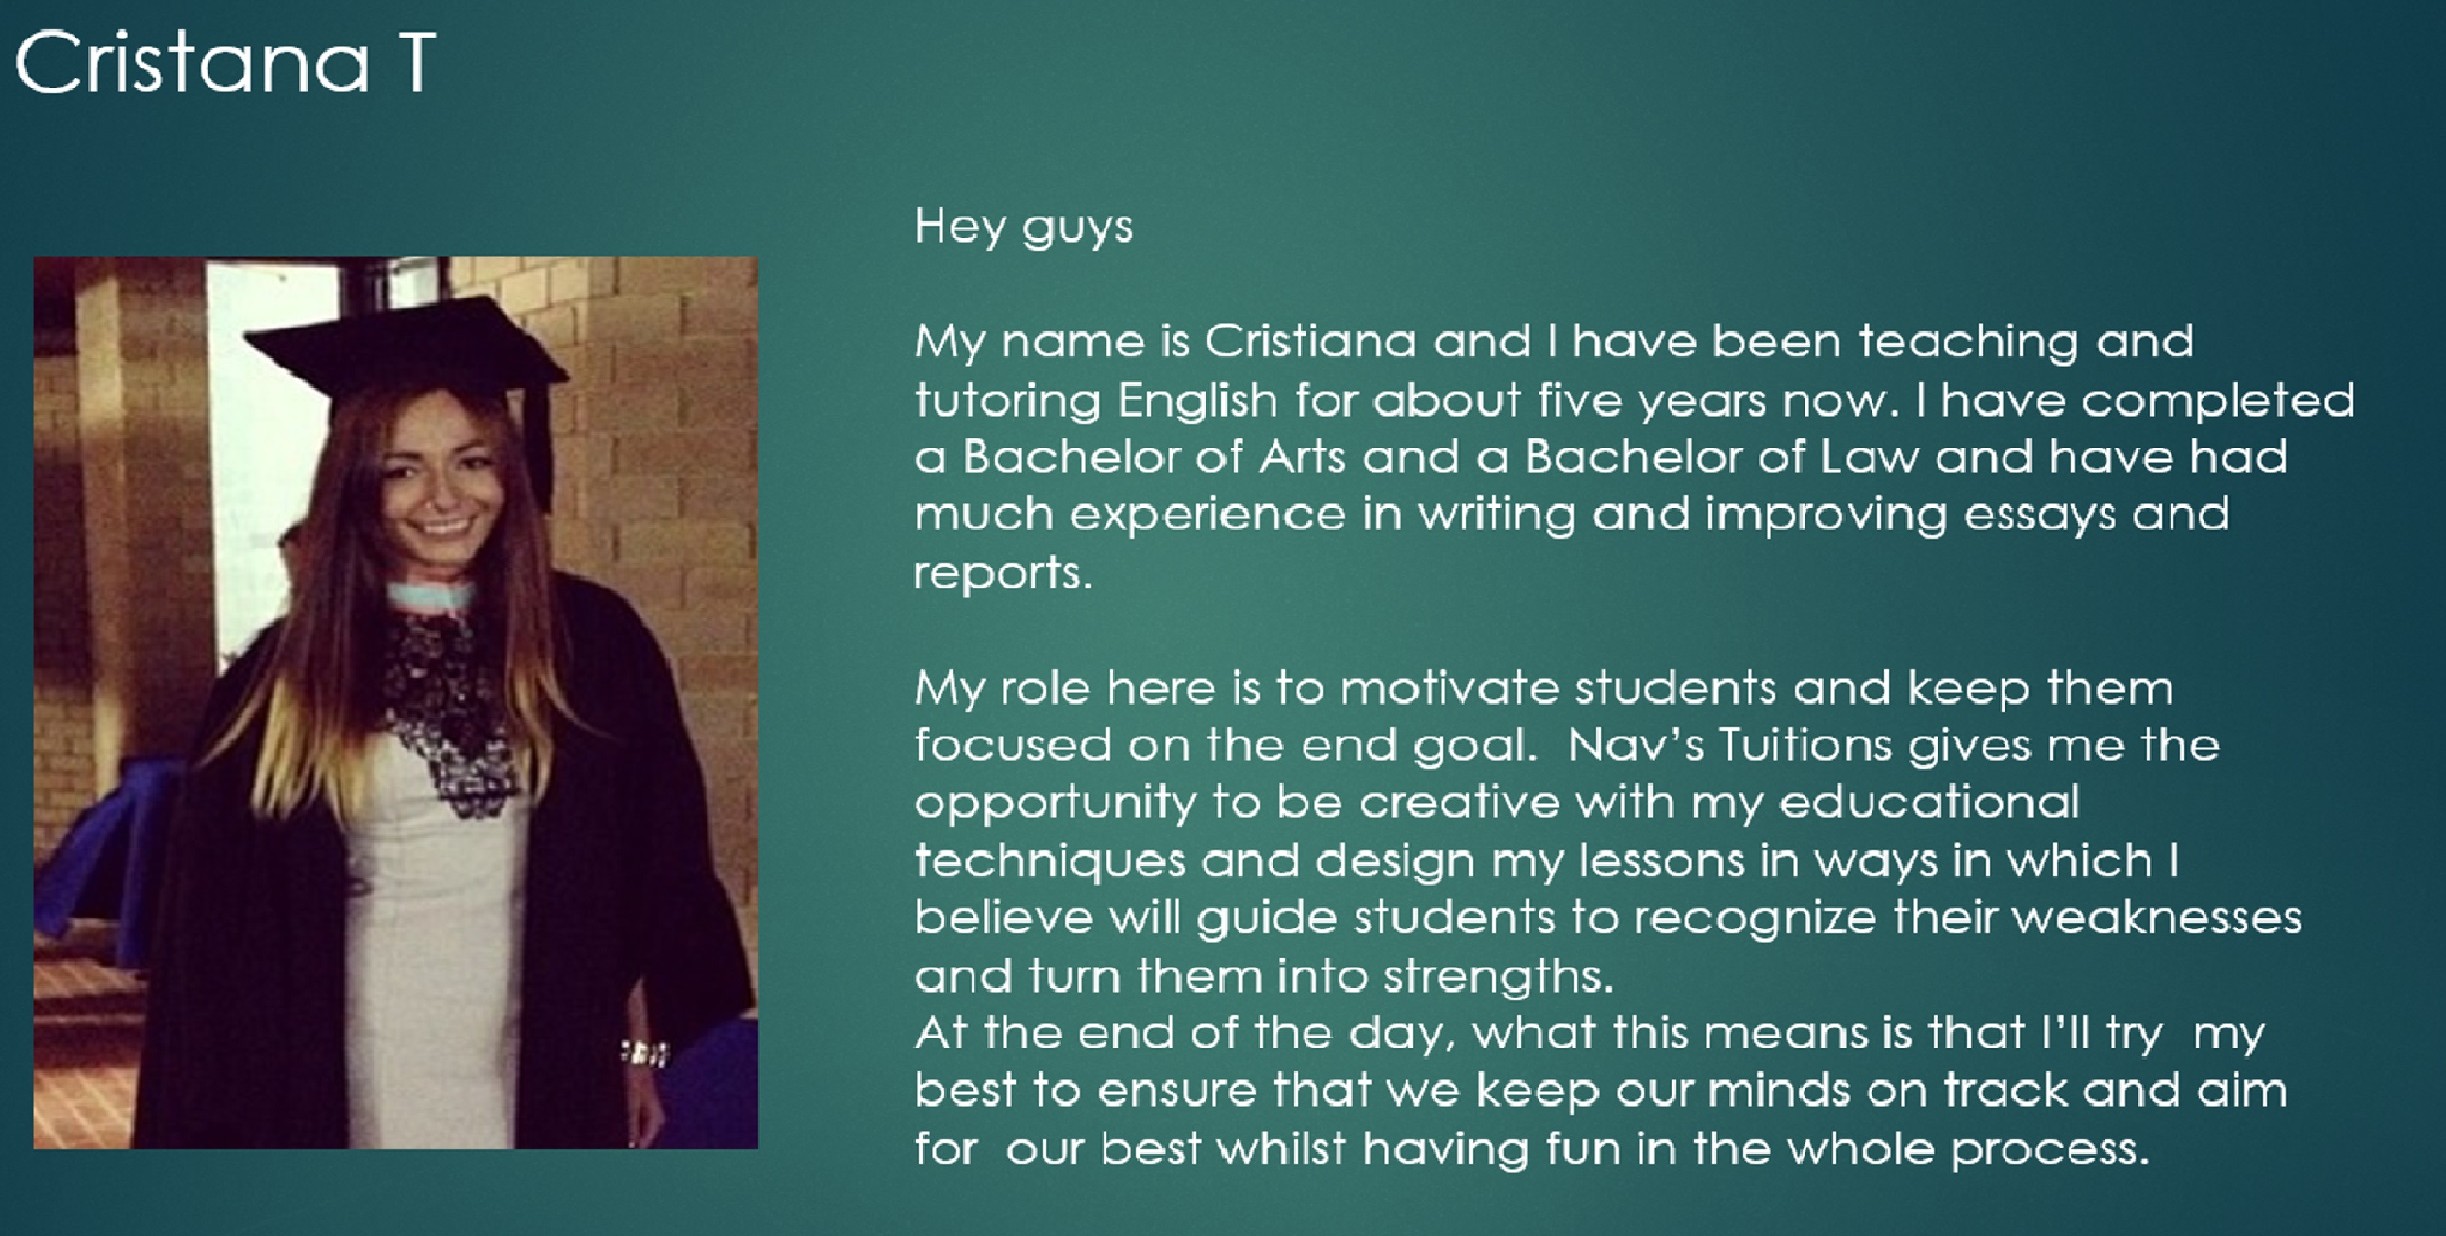 Cristana T
Hey guys
My name is Cristiana and I have been teaching and
tutoring English for about five years now. I have completed
a Bachelor of Arts and a Bachelor of Law and have had
much experience in writing and improving essays and
reports.
My role here is to motivate students and keep them
focused on the end goal.  Nav’s Tuitions gives me the
opportunity to be creative with my educational
techniques and design my lessons in ways in which I
believe will guide students to recognize their weaknesses
and turn them into strengths.
At the end of the day, what this means is that I’ll try  my
best to ensure that we keep our minds on track and aim
for  our best whilst having fun in the whole process.